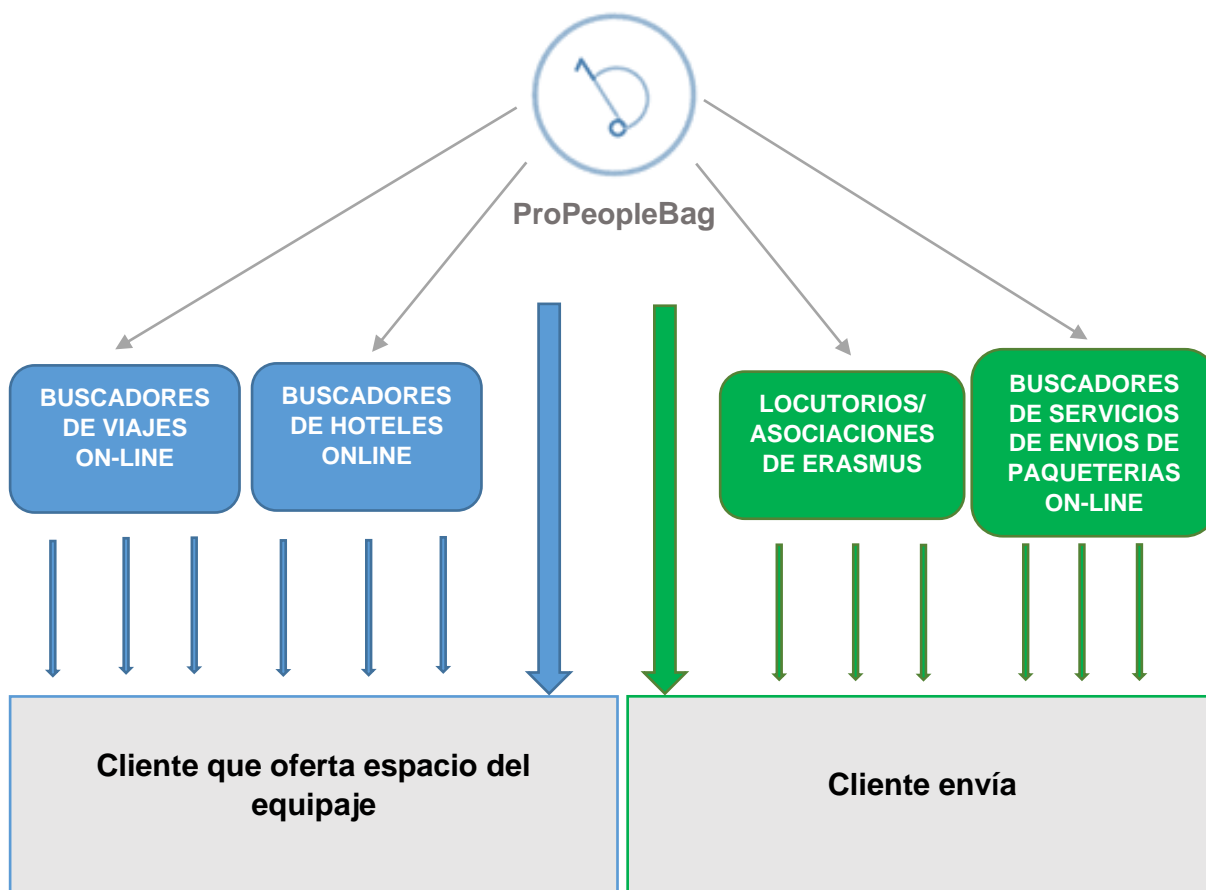 ProPeopleBag
BUSCADORES
DE VIAJES
ON-LINE
BUSCADORES
DE HOTELES
ONLINE
LOCUTORIOS/
ASOCIACIONES
DE ERASMUS
BUSCADORES
DE SERVICIOS
DE ENVIOS DE
PAQUETERIAS
ON-LINE
Cliente que oferta espacio del
equipaje
Cliente envía